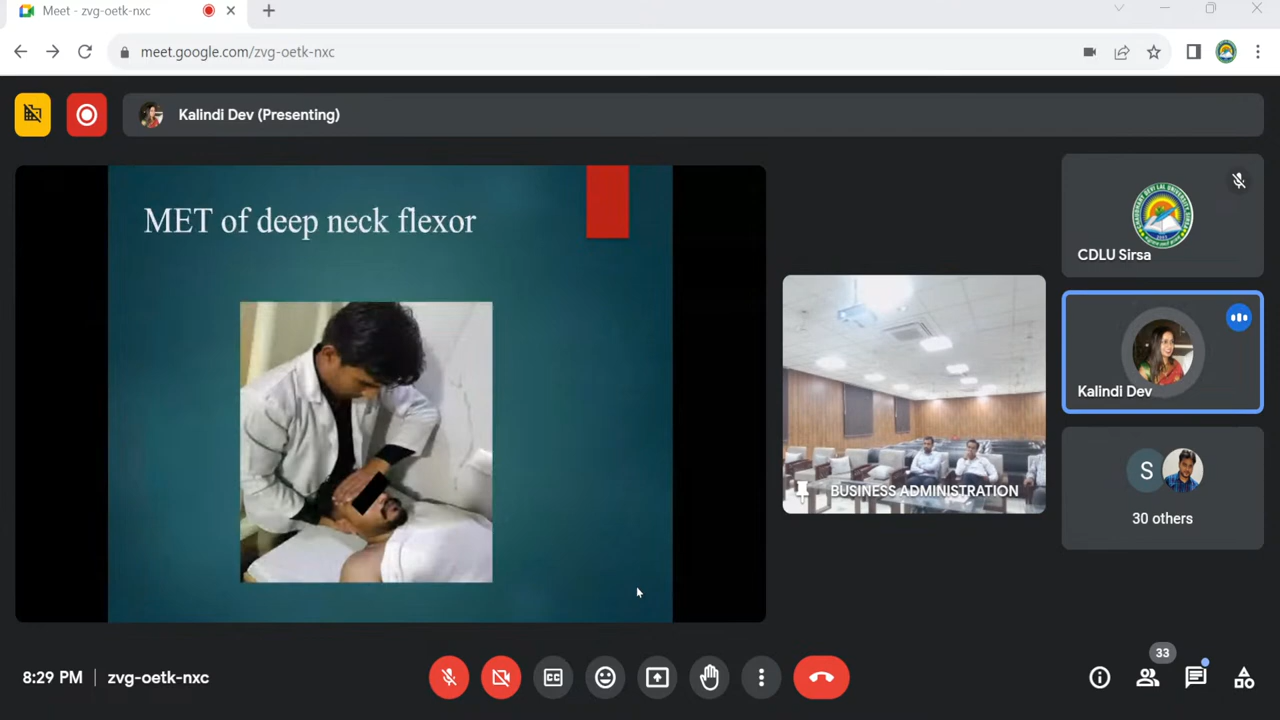 Meet - zvg-oetk-nxc
meet.google.com/zvg-oetk-nxc
Kalindi Dev (Presenting)
MET of deep neck flexor
BUSINESS ADMINISTRATION
CDLU Sirsa
Kalindi Dev
S
30 others
8:29 PM
zvg-oetk-nxc
CC
33